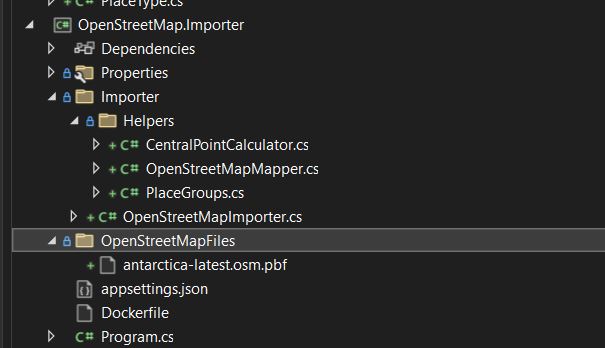 PlaceType.cs
OpenStreetMap.Importer
Dependencies
Properties
Importer
Helpers
C# CentralPointCalculator.cs
C# OpenStreetMapMapper.cs
C# PlaceGroups.cs
C# OpenStreetMapImporter.cs
OpenStreetMapFiles
antarctica-latest.osm.pbf
appsettings.json
Dockerfile
C# Program.cs